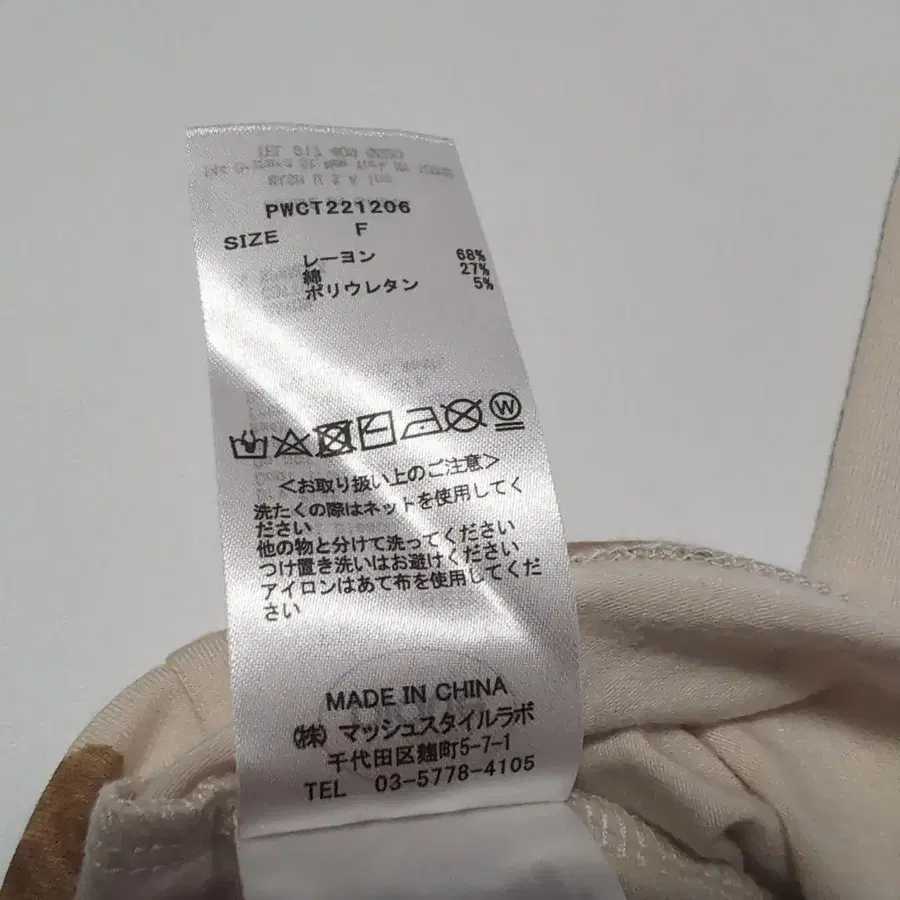 PWCT221206
SIZE F
レーヨン 68%
綿 27%
ポリウレタン 5%
W
<お取り扱い上のご注意>
洗たくの際はネットを使用してく
ださい
他の物と分けて洗ってください
つけ置き洗いはお避けください
アイロンはあて布を使用してくだ
さい
MADE IN CHINA
(株)マッシュスタイルラボ
千代田区麹町5-7-1
TEL 03-5778-4105